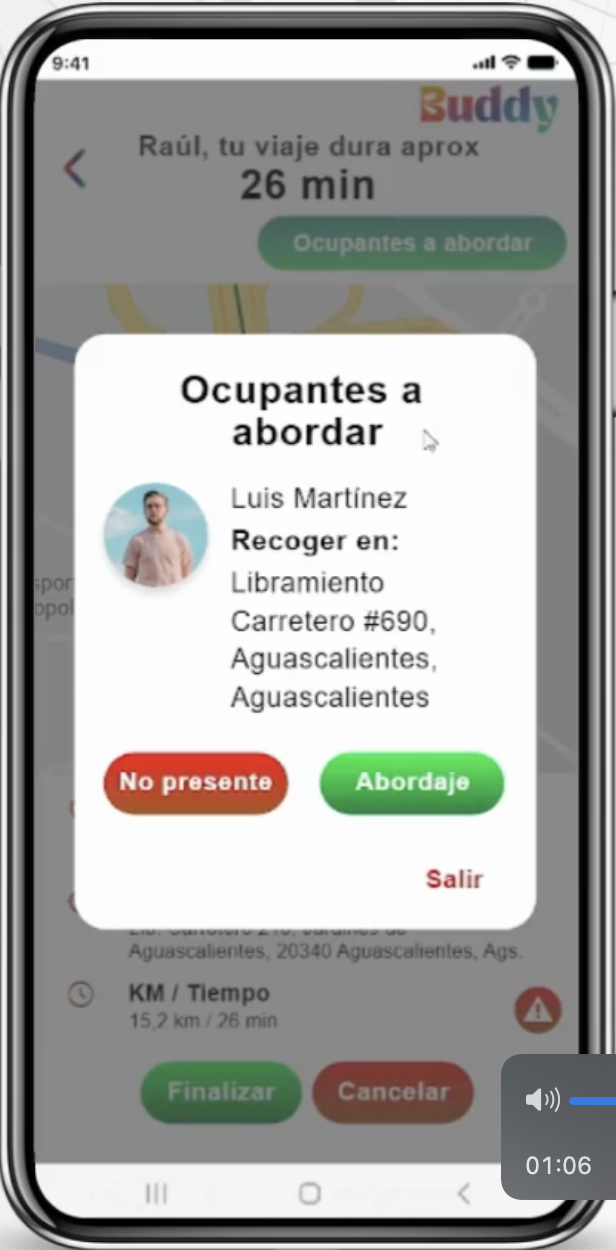 9:41
Buddy
Raúl, tu viaje dura aprox
26 min
Ocupantes a abordar
Ocupantes a
abordar
Luis Martínez
Recoger en:
Libramiento
Carretero #690,
Aguascalientes,
Aguascalientes
No presente
Abordaje
Salir
Aguascalientes, 20340 Aguascalientes, Ags.
KM / Tiempo
15,2 km / 26 min
Finalizar
Cancelar
01:06